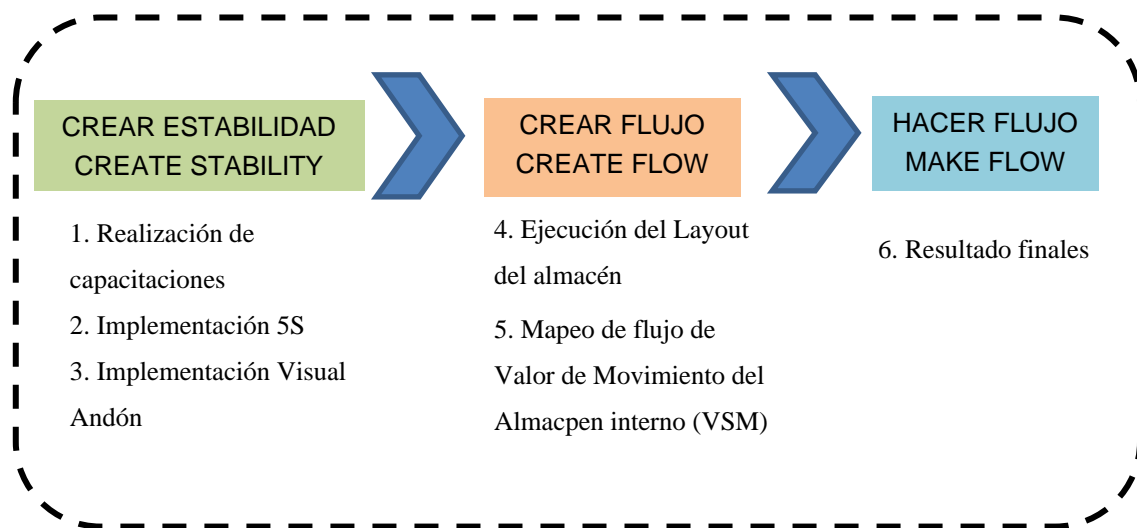 CREAR ESTABILIDAD
CREATE STABILITY
1. Realización de
capacitaciones
2. Implementación 5S
3. Implementación Visual
Andón
CREAR FLUJO
CREATE FLOW
4. Ejecución del Layout
del almacén
5. Mapeo de flujo de
Valor de Movimiento del
Almacpen interno (VSM)
HACER FLUJO
MAKE FLOW
6. Resultado finales